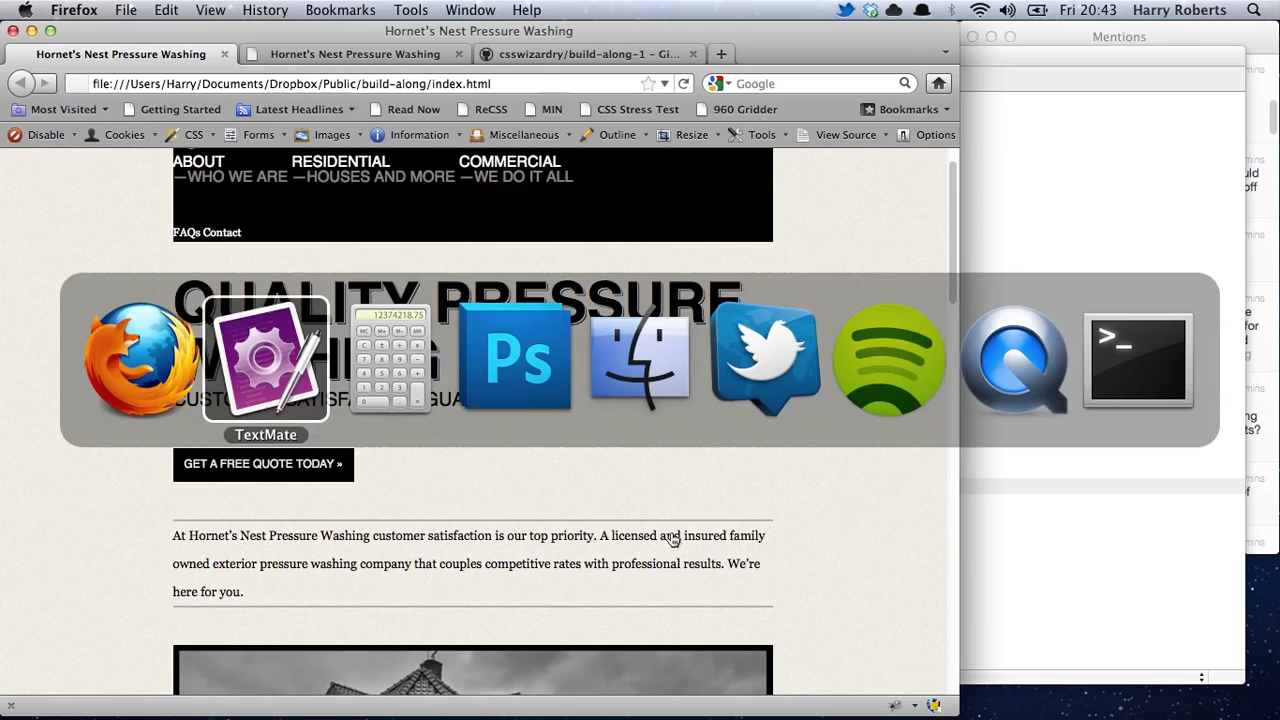 Firefox File Edit View History Bookmarks Tools Window Help Fri 20:43 Harry Roberts
Hornet's Nest Pressure Washing
Mentions
Hornet's Nest Pressure Washing
Hornet's Nest Pressure Washing
csswizardry/build-along-1 - Gi...
file:///Users/Harry/Documents/Dropbox/Public/build-along/index.html
Google
Most Visited Getting Started Latest Headlines Read Now ReCSS MIN CSS Stress Test 960 Gridder Bookmarks
Disable Cookies CSS Forms Images Information Miscellaneous Outline Resize Tools View Source Options
ABOUT RESIDENTIAL COMMERCIAL
—WHO WE ARE —HOUSES AND MORE —WE DO IT ALL
FAQs Contact
QUALITY PRESSURE
12374218.75
Ps
>_
TextMate
GET A FREE QUOTE TODAY »
At Hornet's Nest Pressure Washing customer satisfaction is our top priority. A licensed and insured family
owned exterior pressure washing company that couples competitive rates with professional results. We're
here for you.